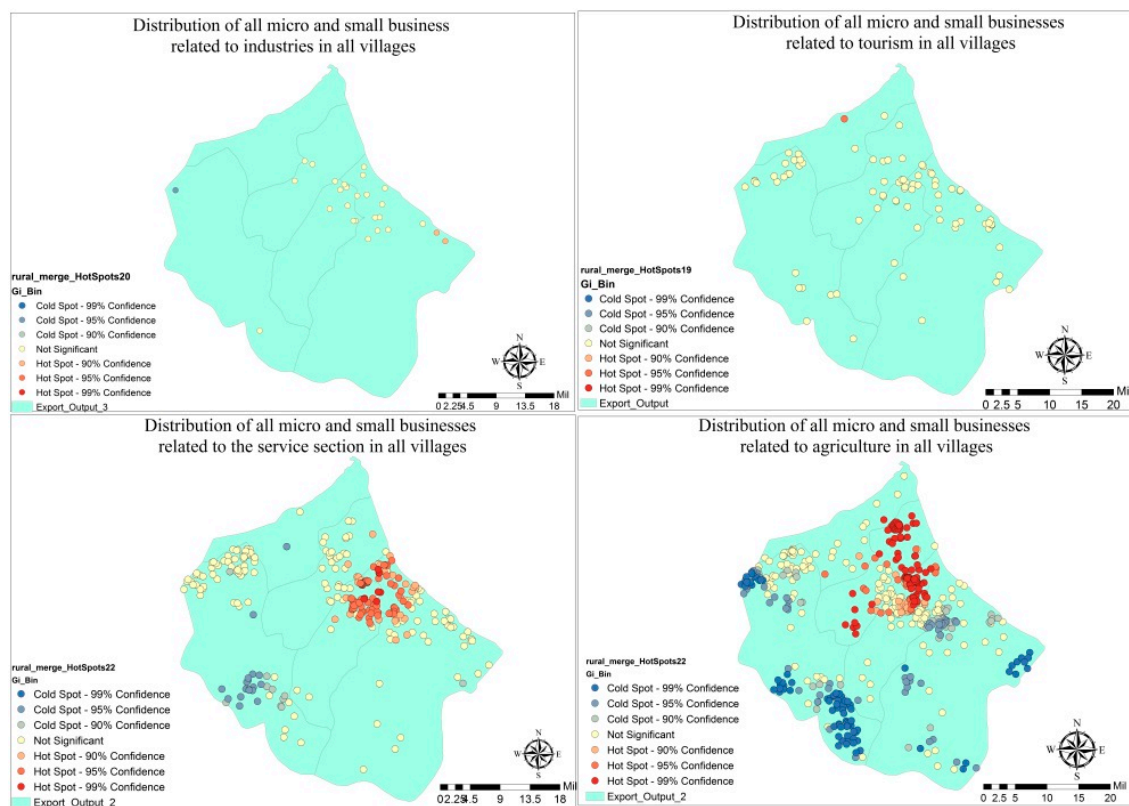 Distribution of all micro and small business
related to industries in all villages
rural_merge_HotSpots20
Gi_Bin
Cold Spot - 99% Confidence
Cold Spot - 95% Confidence
Cold Spot - 90% Confidence
Not Significant
Hot Spot - 90% Confidence
Hot Spot - 95% Confidence
Hot Spot - 99% Confidence
Export_Output_3
N
W E
S
Mil
0 2.25 4.5 9 13.5 18
Distribution of all micro and small businesses
related to tourism in all villages
rural_merge_HotSpots19
Gi_Bin
Cold Spot - 99% Confidence
Cold Spot - 95% Confidence
Cold Spot - 90% Confidence
Not Significant
Hot Spot - 90% Confidence
Hot Spot - 95% Confidence
Hot Spot - 99% Confidence
Export_Output
N
W E
S
Mil
0 2.5 5 10 15 20
Distribution of all micro and small businesses
related to the service section in all villages
rural_merge_HotSpots22
Gi_Bin
Cold Spot - 99% Confidence
Cold Spot - 95% Confidence
Cold Spot - 90% Confidence
Not Significant
Hot Spot - 90% Confidence
Hot Spot - 95% Confidence
Hot Spot - 99% Confidence
Export_Output_2
N
W E
S
Mil
0 2.25 4.5 9 13.5 18
Distribution of all micro and small businesses
related to agriculture in all villages
rural_merge_HotSpots22
Gi_Bin
Cold Spot - 99% Confidence
Cold Spot - 95% Confidence
Cold Spot - 90% Confidence
Not Significant
Hot Spot - 90% Confidence
Hot Spot - 95% Confidence
Hot Spot - 99% Confidence
Export_Output_2
N
W E
S
Mil
0 2.5 5 10 15 20